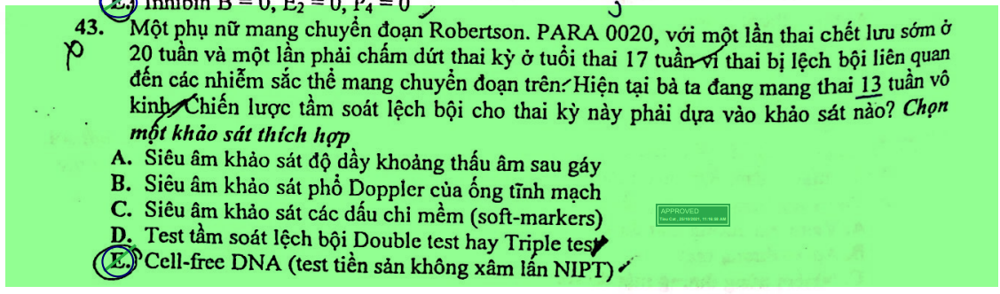 E. Inhibin B = 0, E2 = 0, P4 = 0
43. Một phụ nữ mang chuyển đoạn Robertson. PARA 0020, với một lần thai chết lưu sớm ở
20 tuần và một lần phải chấm dứt thai kỳ ở tuổi thai 17 tuần vì thai bị lệch bội liên quan
đến các nhiễm sắc thể mang chuyển đoạn trên. Hiện tại bà ta đang mang thai 13 tuần vô
kinh. Chiến lược tầm soát lệch bội cho thai kỳ này phải dựa vào khảo sát nào? Chọn
một khảo sát thích hợp
A. Siêu âm khảo sát độ dầy khoảng thấu âm sau gáy
B. Siêu âm khảo sát phổ Doppler của ống tĩnh mạch
C. Siêu âm khảo sát các dấu chỉ mềm (soft-markers)
APPROVED
D. Test tầm soát lệch bội Double test hay Triple test
E. Cell-free DNA (test tiền sản không xâm lấn NIPT)